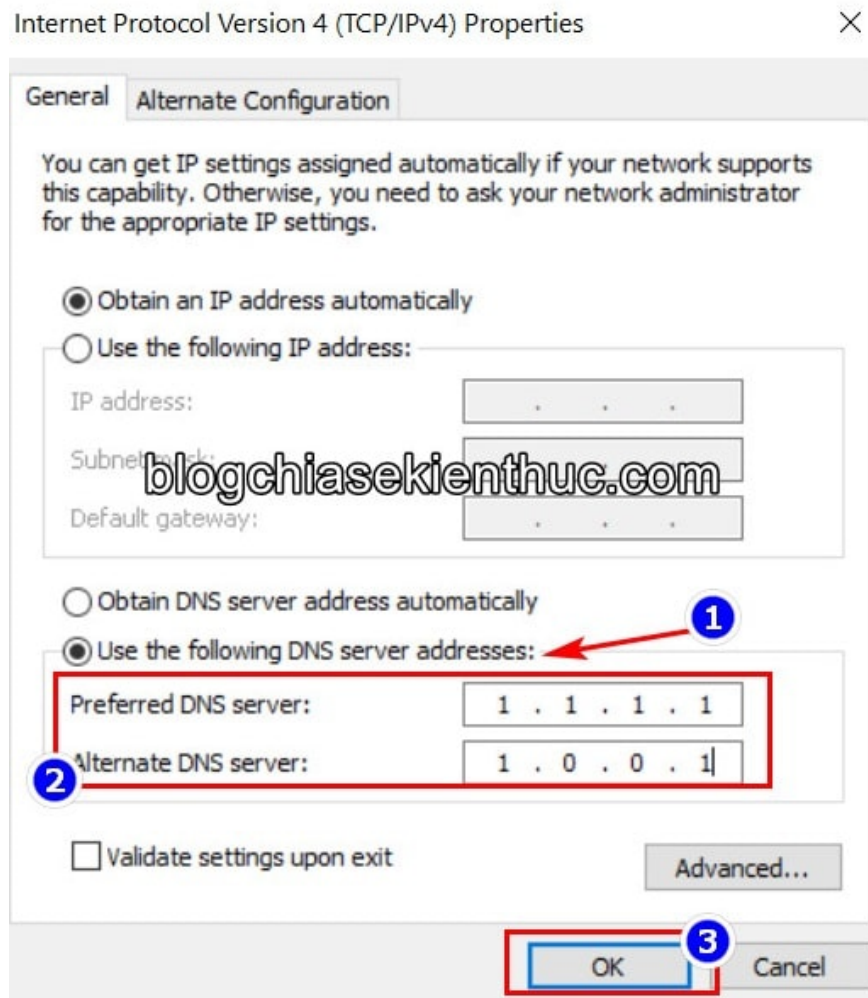 Internet Protocol Version 4 (TCP/IPv4) Properties
General
Alternate Configuration
You can get IP settings assigned automatically if your network supports
this capability. Otherwise, you need to ask your network administrator
for the appropriate IP settings.
Obtain an IP address automatically
Use the following IP address:
IP address: . . .
Subnet mask:
blogchiasekienthuc.com
Default gateway: . . .
Obtain DNS server address automatically
1
Use the following DNS server addresses:
Preferred DNS server: 1 . 1 . 1 . 1
Alternate DNS server: 1 . 0 . 0 . 1
2
Validate settings upon exit
Advanced...
3
OK
Cancel